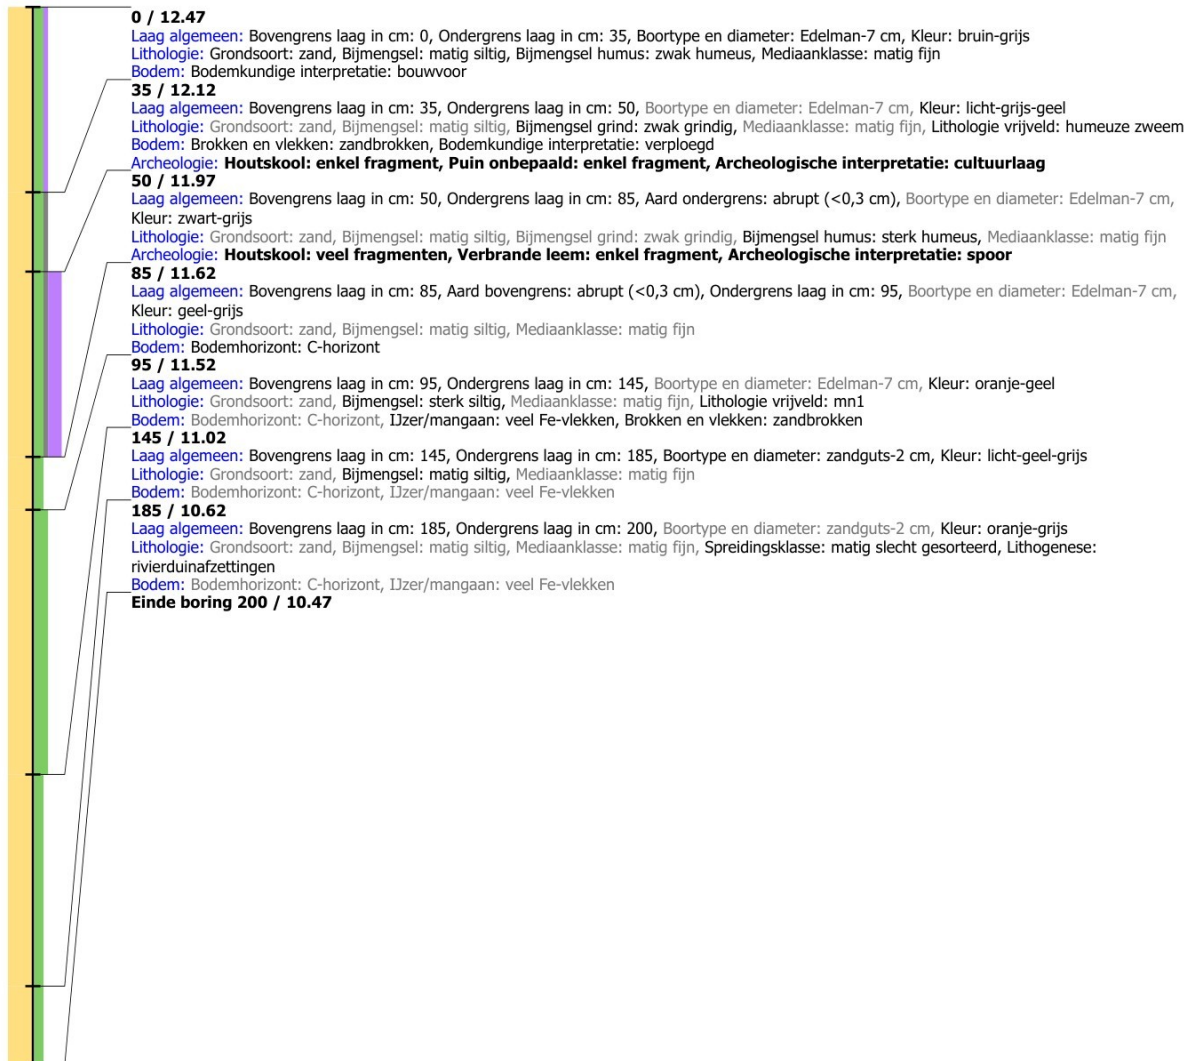 0 / 12.47
Laag algemeen: Bovengrens laag in cm: 0, Ondergrens laag in cm: 35, Boortype en diameter: Edelman-7 cm, Kleur: bruin-grijs
Lithologie: Grondsoort: zand, Bijmengsel: matig siltig, Bijmengsel humus: zwak humeus, Mediaanklasse: matig fijn
Bodem: Bodemkundige interpretatie: bouwvoor
35 / 12.12
Laag algemeen: Bovengrens laag in cm: 35, Ondergrens laag in cm: 50, Boortype en diameter: Edelman-7 cm, Kleur: licht-grijs-geel
Lithologie: Grondsoort: zand, Bijmengsel: matig siltig, Bijmengsel grind: zwak grindig, Mediaanklasse: matig fijn, Lithologie vrijveld: humeuze zweem
Bodem: Brokken en vlekken: zandbrokken, Bodemkundige interpretatie: verploegd
Archeologie: Houtskool: enkel fragment, Puin onbepaald: enkel fragment, Archeologische interpretatie: cultuurlaag
50 / 11.97
Laag algemeen: Bovengrens laag in cm: 50, Ondergrens laag in cm: 85, Aard ondergrens: abrupt (<0,3 cm), Boortype en diameter: Edelman-7 cm,
Kleur: zwart-grijs
Lithologie: Grondsoort: zand, Bijmengsel: matig siltig, Bijmengsel grind: zwak grindig, Bijmengsel humus: sterk humeus, Mediaanklasse: matig fijn
Archeologie: Houtskool: veel fragmenten, Verbrande leem: enkel fragment, Archeologische interpretatie: spoor
85 / 11.62
Laag algemeen: Bovengrens laag in cm: 85, Aard bovengrens: abrupt (<0,3 cm), Ondergrens laag in cm: 95, Boortype en diameter: Edelman-7 cm,
Kleur: geel-grijs
Lithologie: Grondsoort: zand, Bijmengsel: matig siltig, Mediaanklasse: matig fijn
Bodem: Bodemhorizont: C-horizont
95 / 11.52
Laag algemeen: Bovengrens laag in cm: 95, Ondergrens laag in cm: 145, Boortype en diameter: Edelman-7 cm, Kleur: oranje-geel
Lithologie: Grondsoort: zand, Bijmengsel: sterk siltig, Mediaanklasse: matig fijn, Lithologie vrijveld: mn1
Bodem: Bodemhorizont: C-horizont, IJzer/mangaan: veel Fe-vlekken, Brokken en vlekken: zandbrokken
145 / 11.02
Laag algemeen: Bovengrens laag in cm: 145, Ondergrens laag in cm: 185, Boortype en diameter: zandguts-2 cm, Kleur: licht-geel-grijs
Lithologie: Grondsoort: zand, Bijmengsel: matig siltig, Mediaanklasse: matig fijn
Bodem: Bodemhorizont: C-horizont, IJzer/mangaan: veel Fe-vlekken
185 / 10.62
Laag algemeen: Bovengrens laag in cm: 185, Ondergrens laag in cm: 200, Boortype en diameter: zandguts-2 cm, Kleur: oranje-grijs
Lithologie: Grondsoort: zand, Bijmengsel: matig siltig, Mediaanklasse: matig fijn, Spreidingsklasse: matig slecht gesorteerd, Lithogenese:
rivierduinafzettingen
Bodem: Bodemhorizont: C-horizont, IJzer/mangaan: veel Fe-vlekken
Einde boring 200 / 10.47